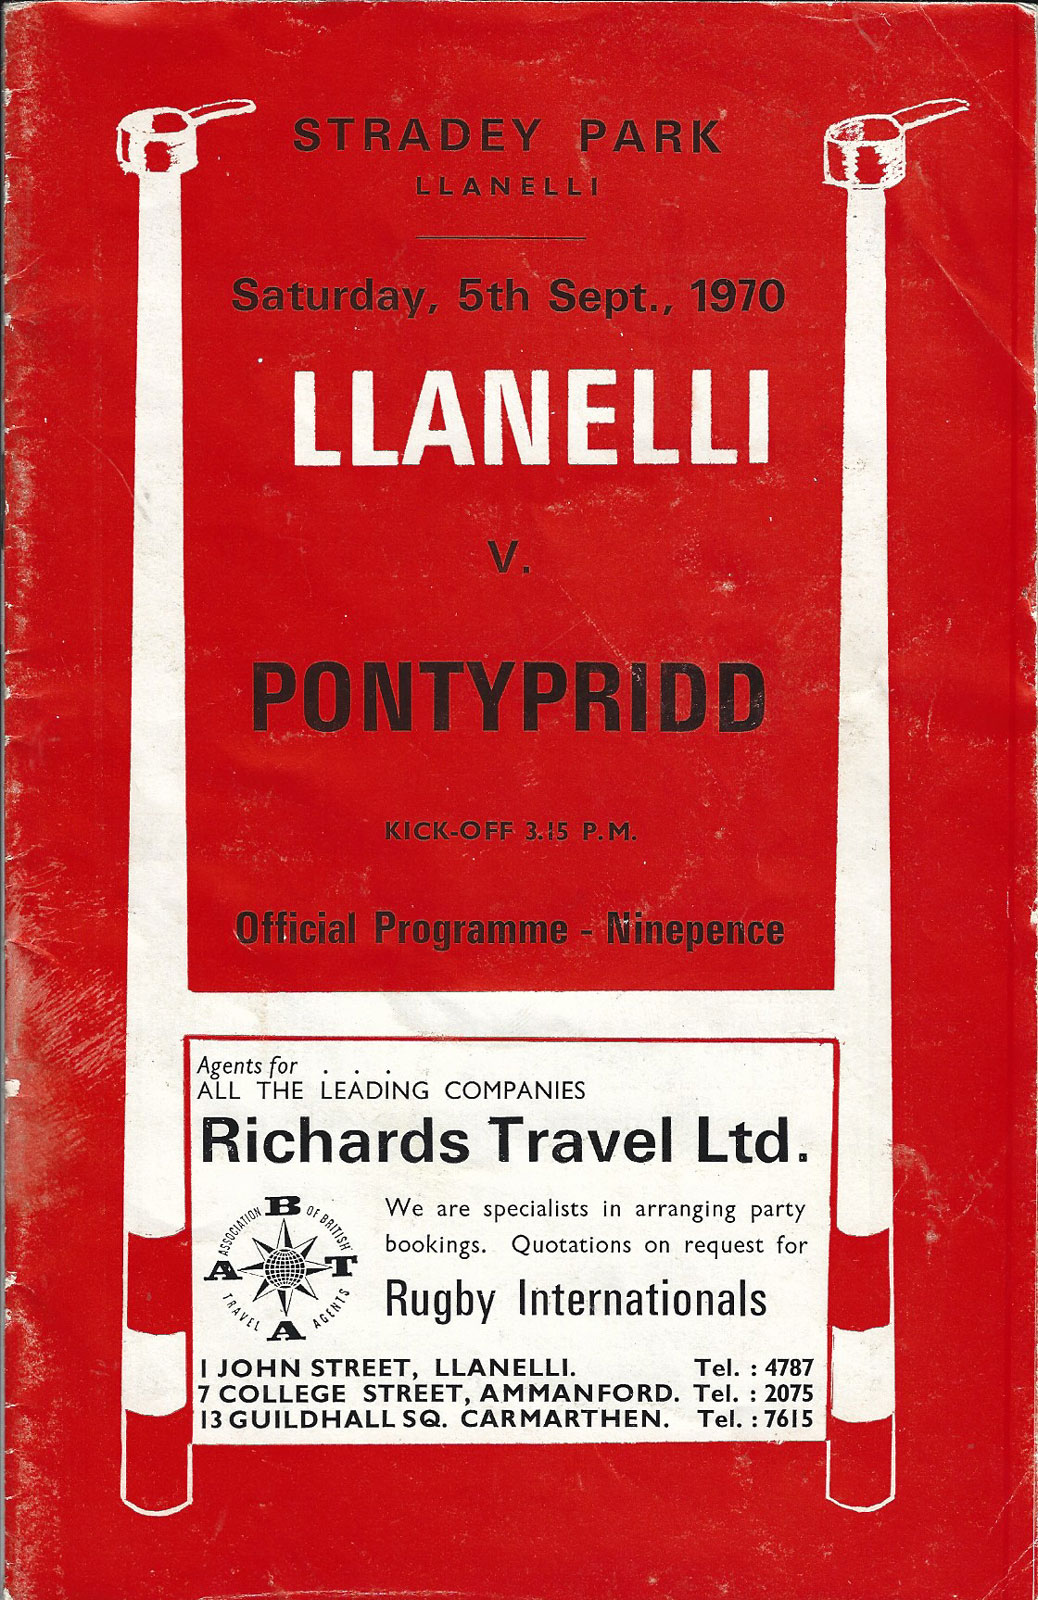 STRADEY PARK
LLANELLI
Saturday, 5th Sept., 1970
LLANELLI
V.
PONTYPRIDD
KICK-OFF 3.15 P.M.
Official Programme - Ninepence
Agents for . . .
ALL THE LEADING COMPANIES
Richards Travel Ltd.
ASSOCIATION OF BRITISH TRAVEL AGENTS
A B T A
We are specialists in arranging party
bookings. Quotations on request for
Rugby Internationals
1 JOHN STREET, LLANELLI. Tel. : 4787
7 COLLEGE STREET, AMMANFORD. Tel. : 2075
13 GUILDHALL SQ. CARMARTHEN. Tel. : 7615